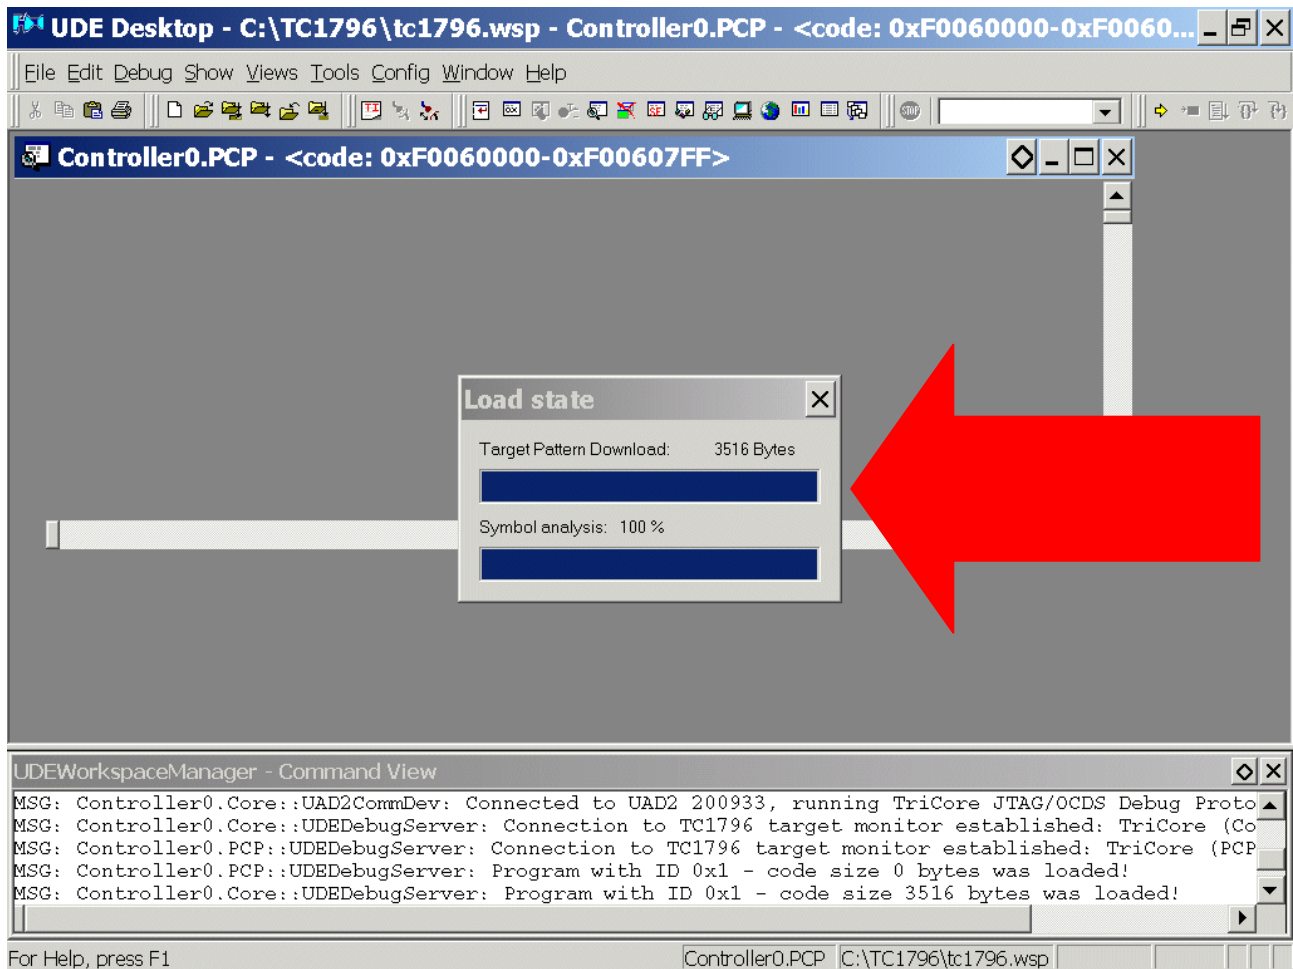 UDE Desktop - C:\TC1796\tc1796.wsp - Controller0.PCP - <code: 0xF0060000-0xF0060...
File Edit Debug Show Views Tools Config Window Help
STOP
Controller0.PCP - <code: 0xF0060000-0xF00607FF>
Load state
Target Pattern Download: 3516 Bytes
Symbol analysis: 100 %
UDEWorkspaceManager - Command View
MSG: Controller0.Core::UAD2CommDev: Connected to UAD2 200933, running TriCore JTAG/OCDS Debug Proto
MSG: Controller0.Core::UDEDebugServer: Connection to TC1796 target monitor established: TriCore (Co
MSG: Controller0.PCP::UDEDebugServer: Connection to TC1796 target monitor established: TriCore (PCP
MSG: Controller0.PCP::UDEDebugServer: Program with ID 0x1 - code size 0 bytes was loaded!
MSG: Controller0.Core::UDEDebugServer: Program with ID 0x1 - code size 3516 bytes was loaded!
For Help, press F1
Controller0.PCP C:\TC1796\tc1796.wsp